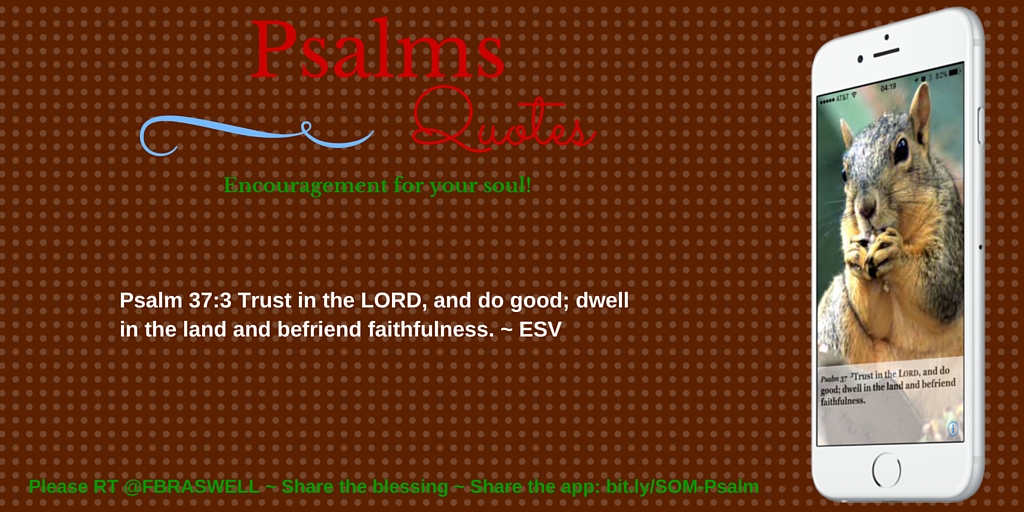 Psalms
Quotes
Encouragement for your soul!
Psalm 37:3 Trust in the LORD, and do good; dwell
in the land and befriend faithfulness. ~ ESV
Please RT @FBRASWELL ~ Share the blessing ~ Share the app: bit.ly/SOM-Psalm
AT&T 04:19 82%
Psalm 37 ³Trust in the LORD, and do
good; dwell in the land and befriend
faithfulness.